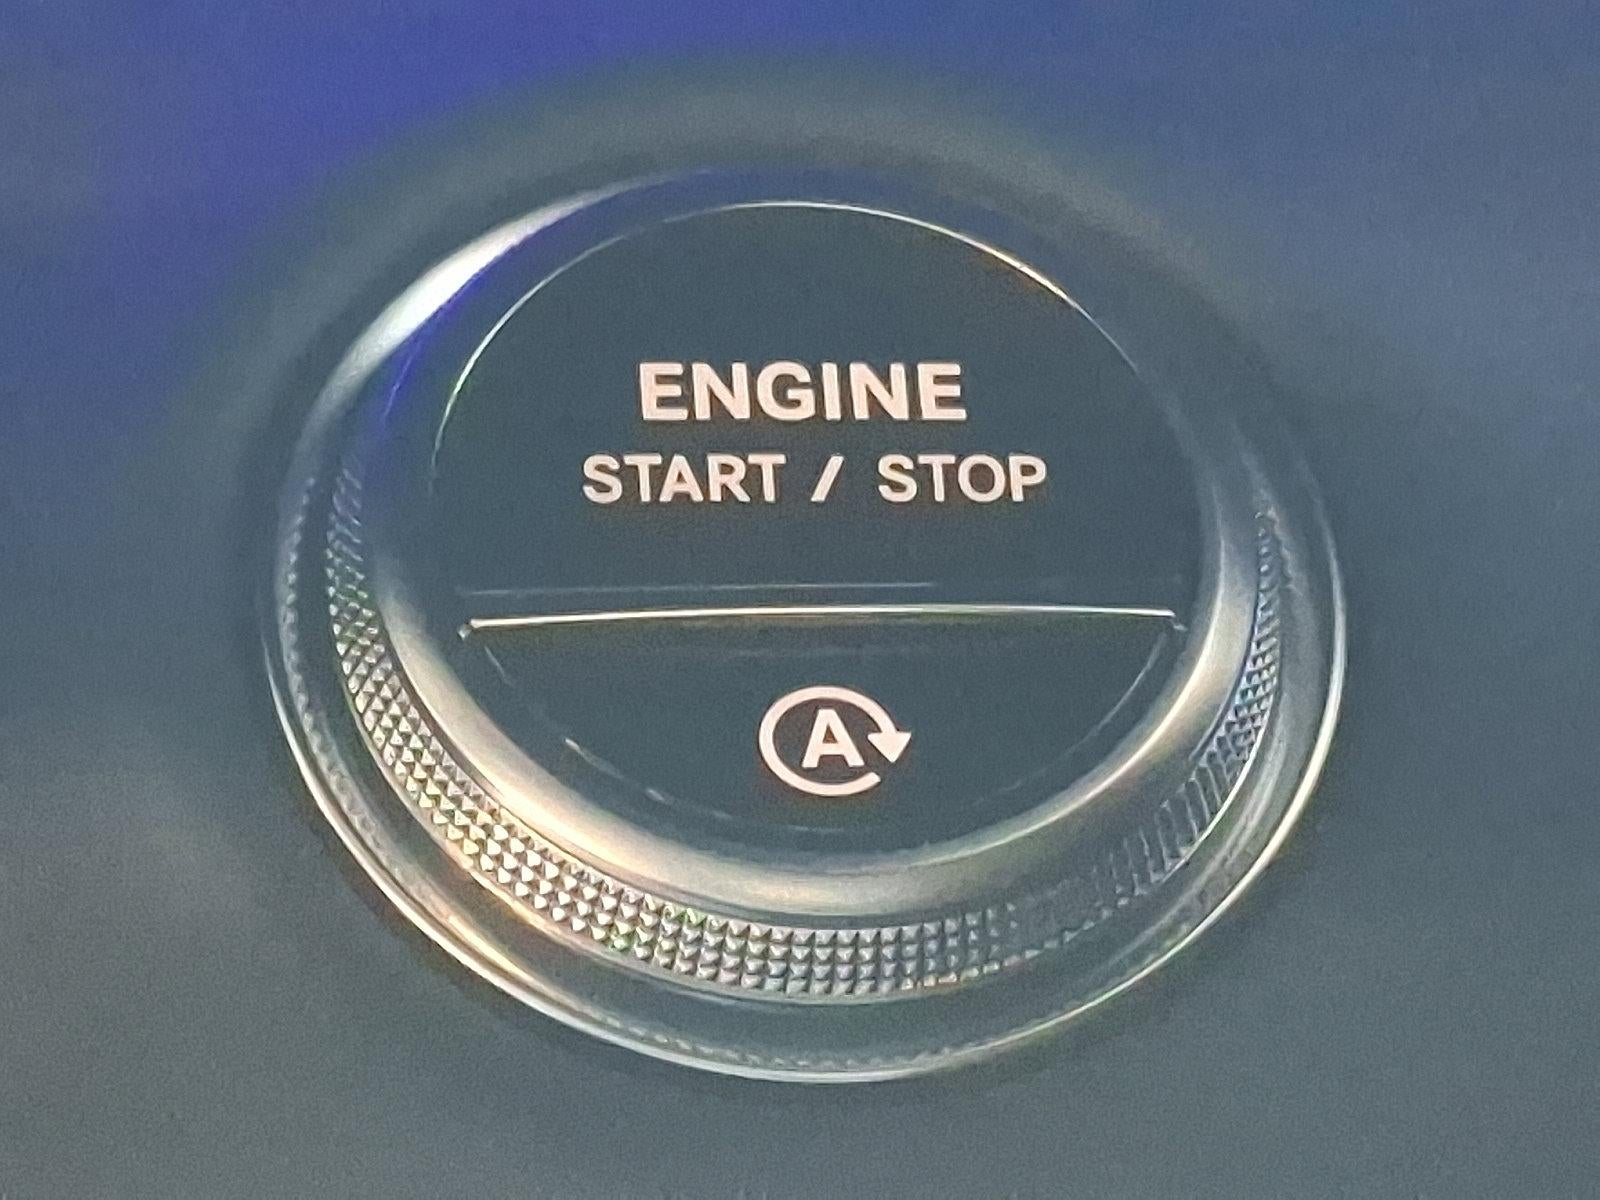 ENGINE
START / STOP
A